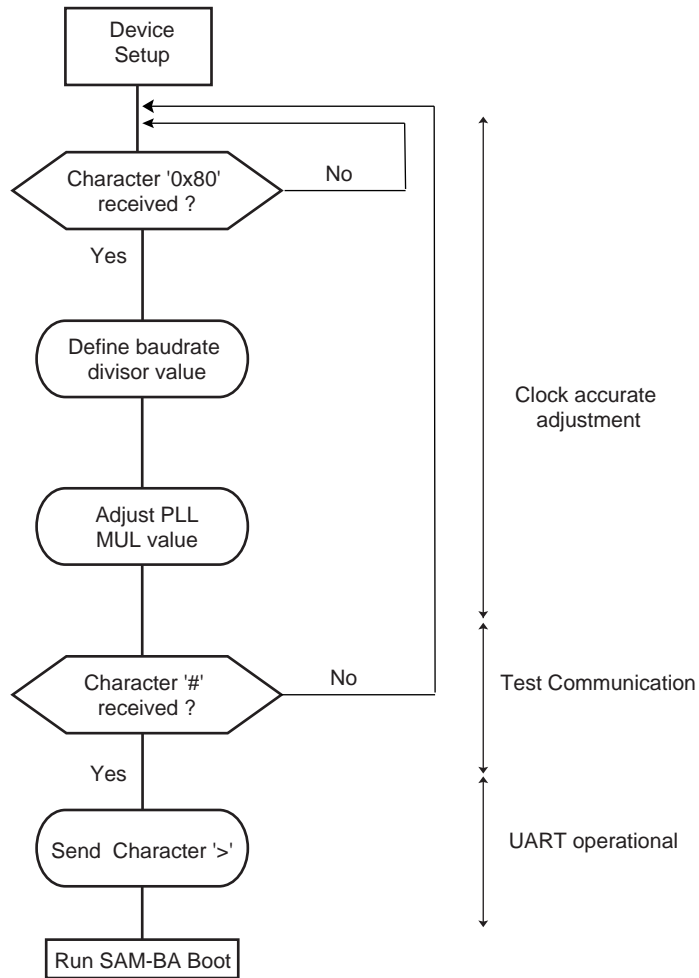 Device
Setup
Character '0x80'
received ?
No
Yes
Define baudrate
divisor value
Clock accurate
adjustment
Adjust PLL
MUL value
Character '#'
received ?
No
Test Communication
Yes
Send Character '>'
UART operational
Run SAM-BA Boot